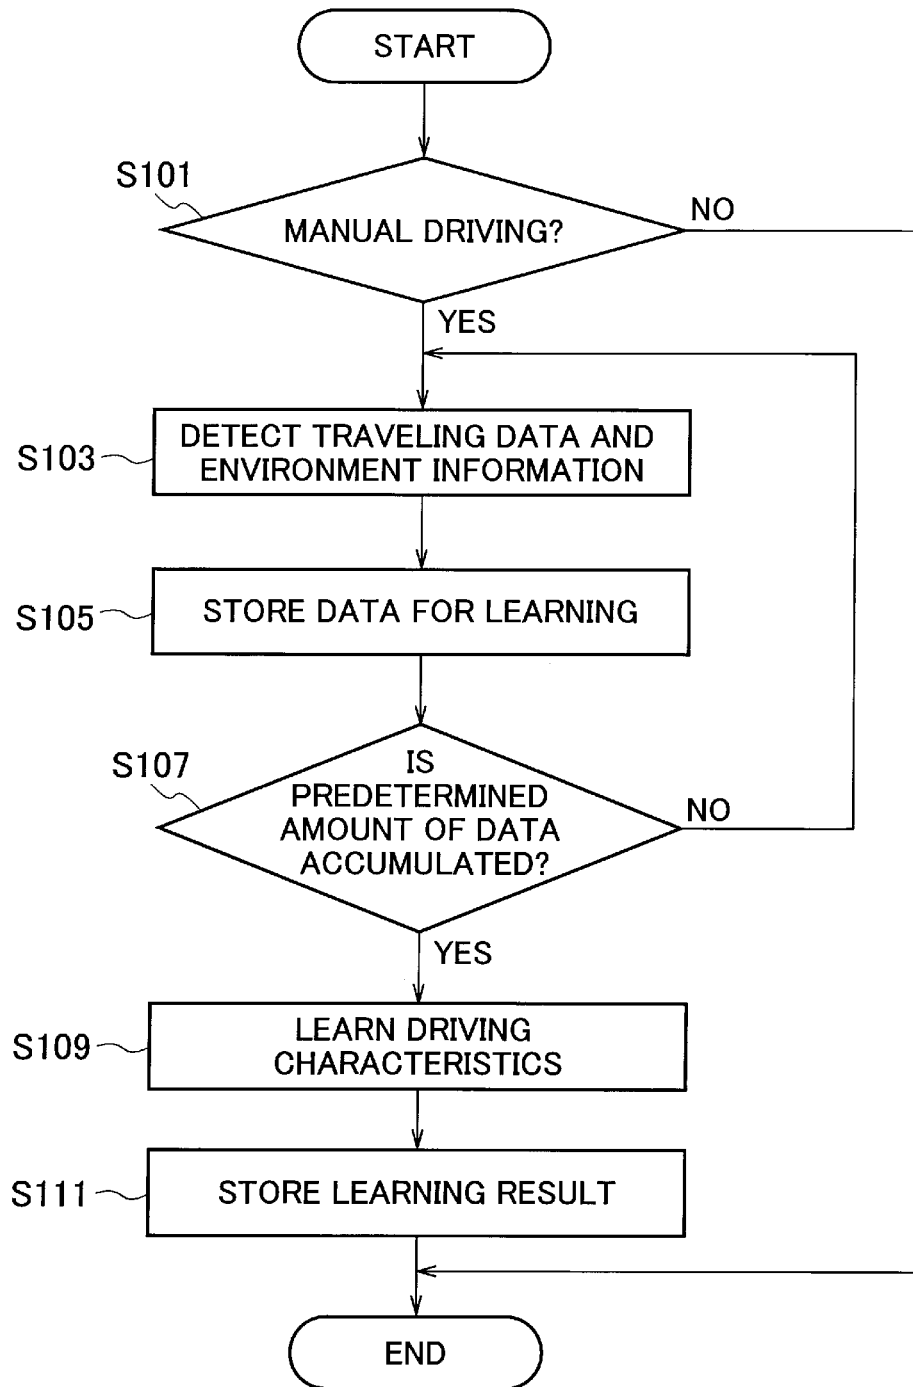 START
S101
MANUAL DRIVING?
NO
YES
S103
DETECT TRAVELING DATA AND
ENVIRONMENT INFORMATION
S105
STORE DATA FOR LEARNING
S107
IS
PREDETERMINED
AMOUNT OF DATA
ACCUMULATED?
NO
YES
S109
LEARN DRIVING
CHARACTERISTICS
S111
STORE LEARNING RESULT
END